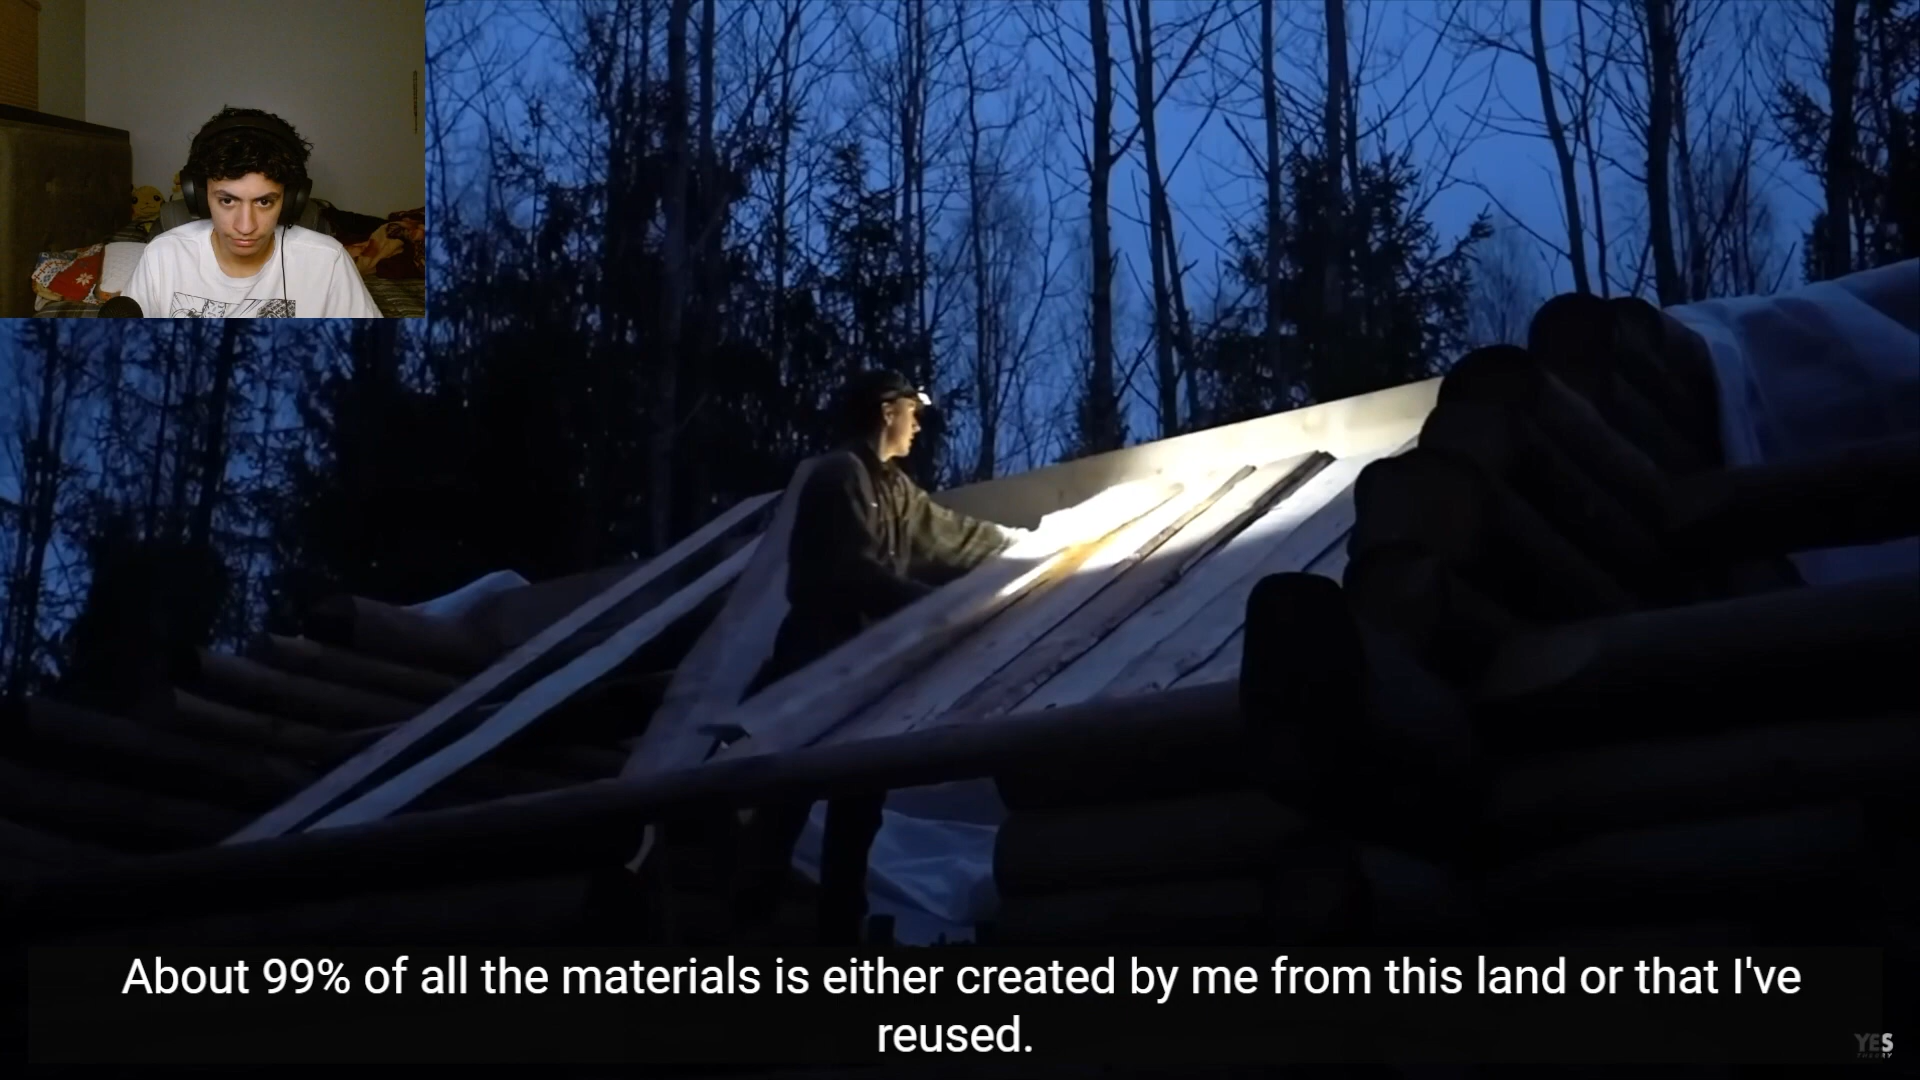 About 99% of all the materials is either created by me from this land or that I've
reused.
YES
THEORY